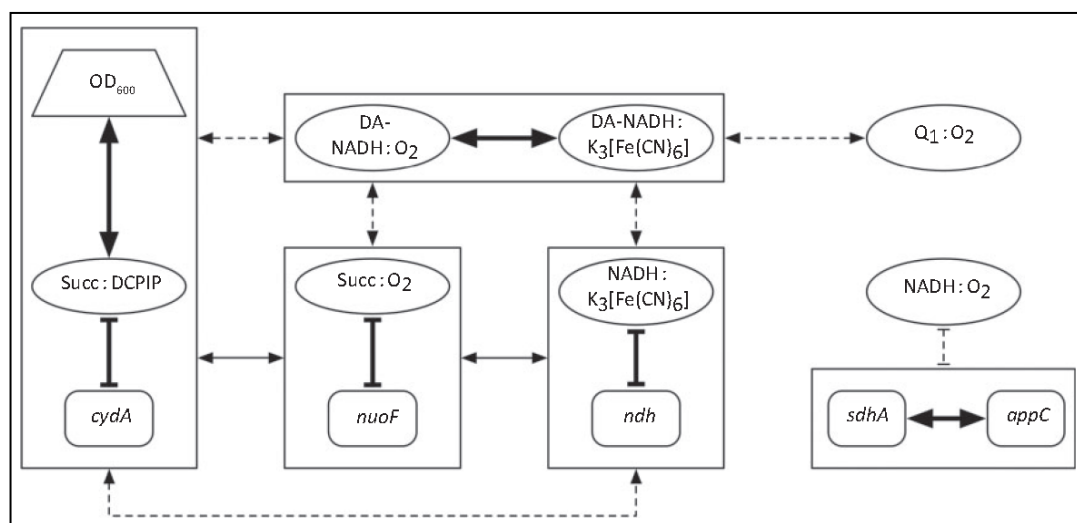 OD₆₀₀
DA-
NADH:O₂
DA-NADH:
K₃[Fe(CN)₆]
Q₁:O₂
Succ:DCPIP
Succ:O₂
NADH:
K₃[Fe(CN)₆]
NADH:O₂
cydA
nuoF
ndh
sdhA
appC